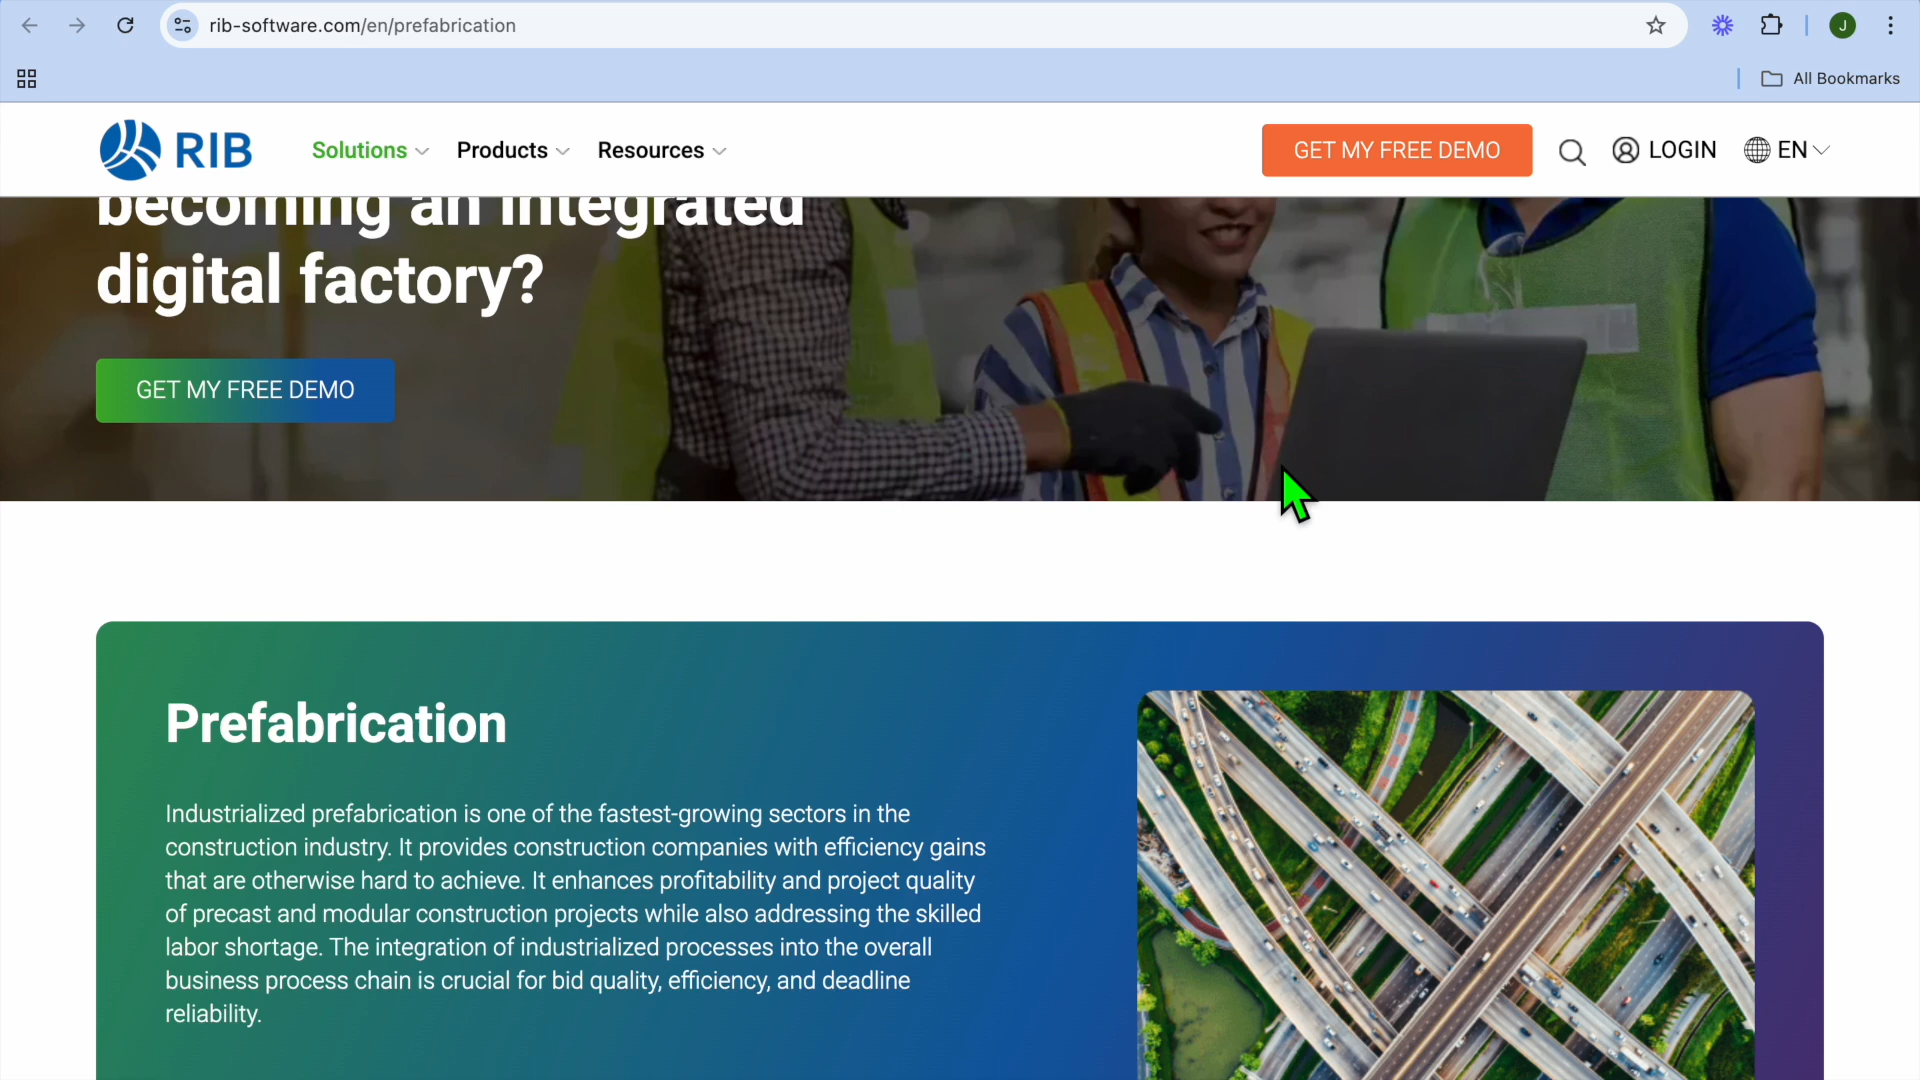 rib-software.com/en/prefabrication
J
All Bookmarks
RIB
Solutions
Products
Resources
GET MY FREE DEMO
LOGIN
EN
becoming an integrated
digital factory?
GET MY FREE DEMO
Prefabrication
Industrialized prefabrication is one of the fastest-growing sectors in the
construction industry. It provides construction companies with efficiency gains
that are otherwise hard to achieve. It enhances profitability and project quality
of precast and modular construction projects while also addressing the skilled
labor shortage. The integration of industrialized processes into the overall
business process chain is crucial for bid quality, efficiency, and deadline
reliability.